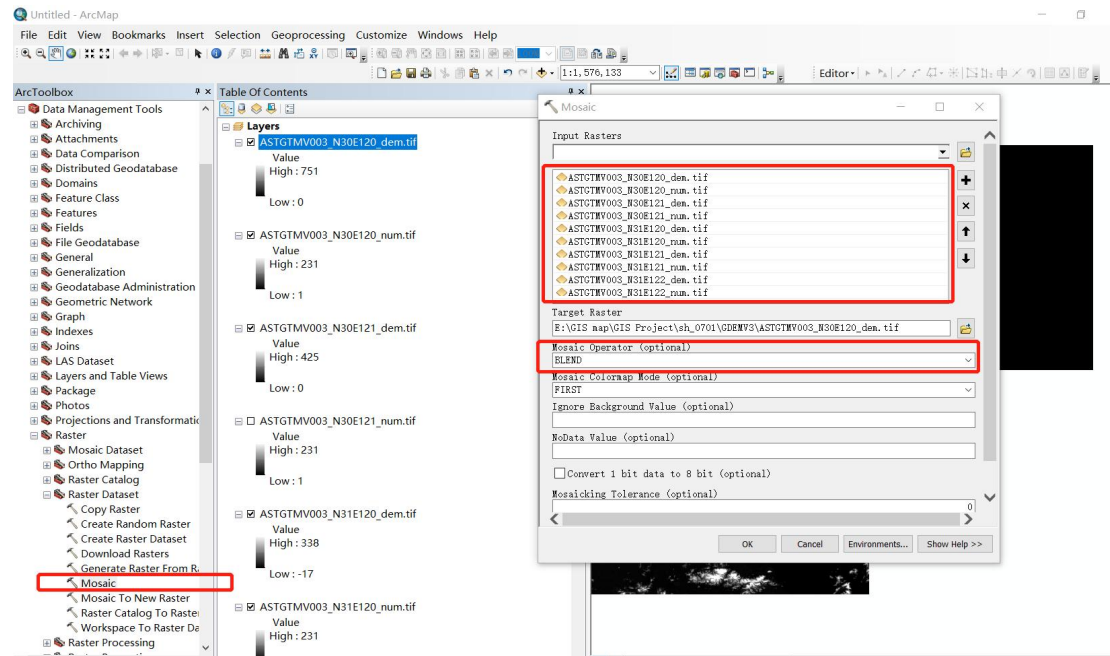 Untitled - ArcMap
File Edit View Bookmarks Insert Selection Geoprocessing Customize Windows Help
1:1,576,133
Editor
ArcToolbox
Data Management Tools
Archiving
Attachments
Data Comparison
Distributed Geodatabase
Domains
Feature Class
Features
Fields
File Geodatabase
General
Generalization
Geodatabase Administration
Geometric Network
Graph
Indexes
Joins
LAS Dataset
Layers and Table Views
Package
Photos
Projections and Transformatic
Raster
Mosaic Dataset
Ortho Mapping
Raster Catalog
Raster Dataset
Copy Raster
Create Random Raster
Create Raster Dataset
Download Rasters
Generate Raster From Ra
Mosaic
Mosaic To New Raster
Raster Catalog To Raster
Workspace To Raster Da
Raster Processing
Table Of Contents
Layers
ASTGTMV003_N30E120_dem.tif
Value
High : 751
Low : 0
ASTGTMV003_N30E120_num.tif
Value
High : 231
Low : 1
ASTGTMV003_N30E121_dem.tif
Value
High : 425
Low : 0
ASTGTMV003_N30E121_num.tif
Value
High : 231
Low : 1
ASTGTMV003_N31E120_dem.tif
Value
High : 338
Low : -17
ASTGTMV003_N31E120_num.tif
Value
High : 231
Mosaic
Input Rasters
ASTGTMV003_N30E120_dem.tif
ASTGTMV003_N30E120_num.tif
ASTGTMV003_N30E121_dem.tif
ASTGTMV003_N30E121_num.tif
ASTGTMV003_N31E120_dem.tif
ASTGTMV003_N31E120_num.tif
ASTGTMV003_N31E121_dem.tif
ASTGTMV003_N31E121_num.tif
ASTGTMV003_N31E122_dem.tif
ASTGTMV003_N31E122_num.tif
Target Raster
E:\GIS map\GIS Project\sh_0701\GDEMV3\ASTGTMV003_N30E120_dem.tif
Mosaic Operator (optional)
BLEND
Mosaic Colormap Mode (optional)
FIRST
Ignore Background Value (optional)
NoData Value (optional)
Convert 1 bit data to 8 bit (optional)
Mosaicking Tolerance (optional)
0
OK Cancel Environments... Show Help >>